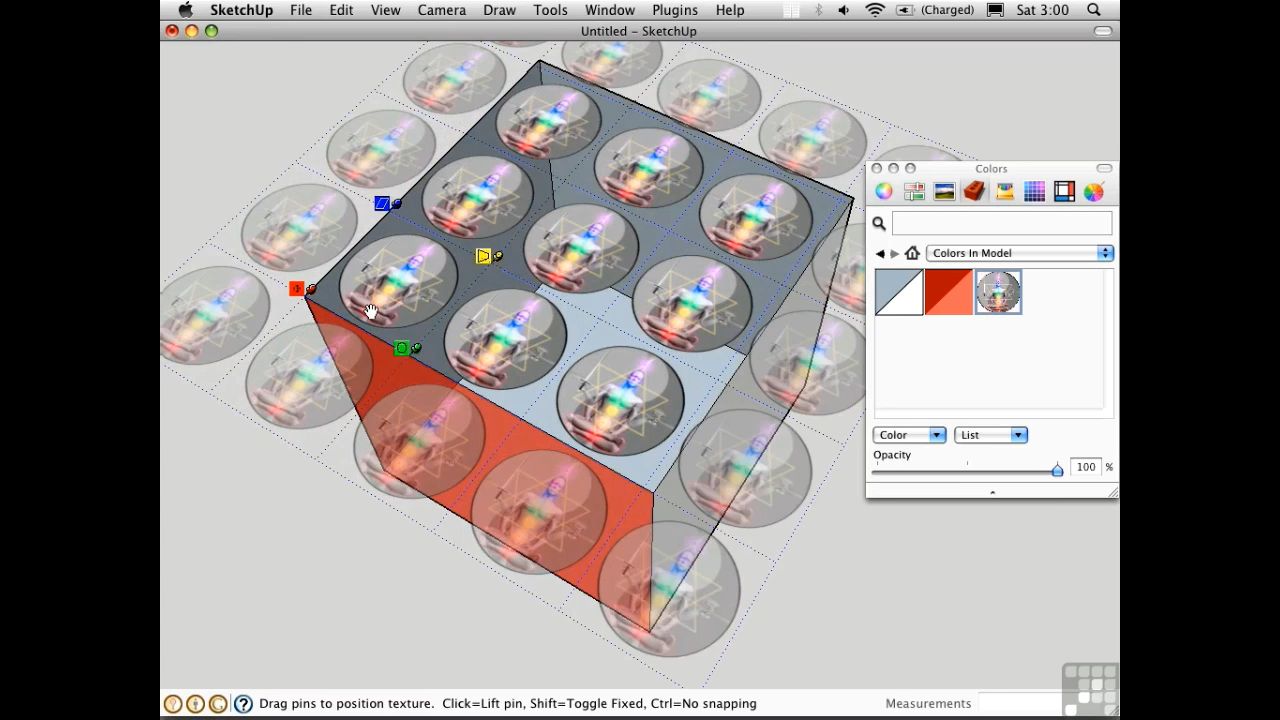 SketchUp File Edit View Camera Draw Tools Window Plugins Help (Charged) Sat 3:00
Untitled – SketchUp
Colors
Colors In Model
Color List
Opacity
100 %
Drag pins to position texture. Click=Lift pin, Shift=Toggle Fixed, Ctrl=No snapping Measurements